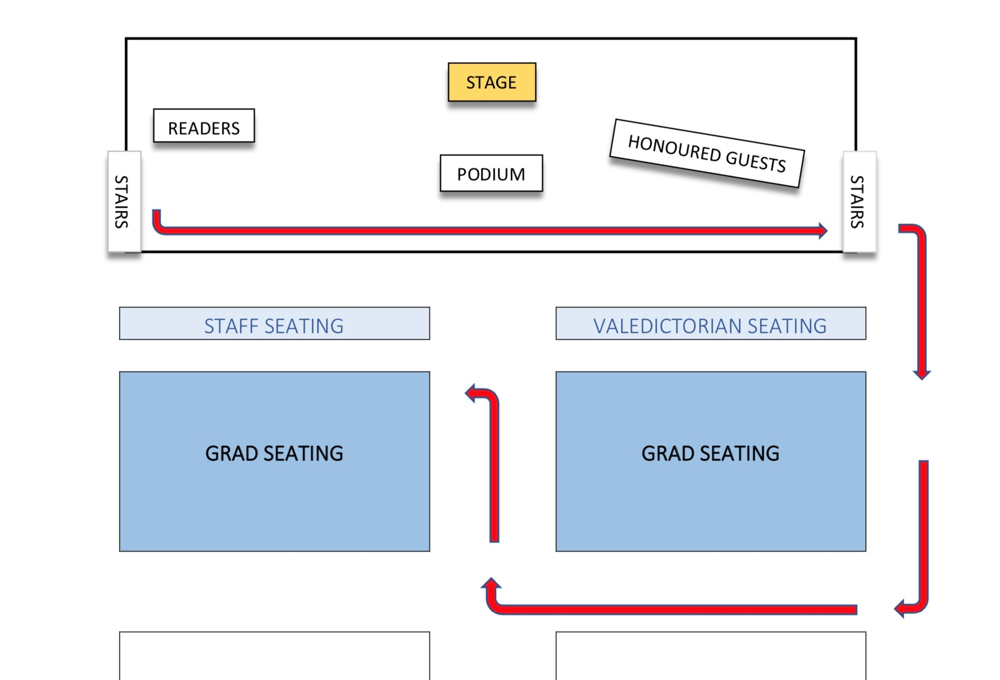 STAGE
READERS
HONOURED GUESTS
PODIUM
STAIRS
STAIRS
STAFF SEATING
VALEDICTORIAN SEATING
GRAD SEATING
GRAD SEATING